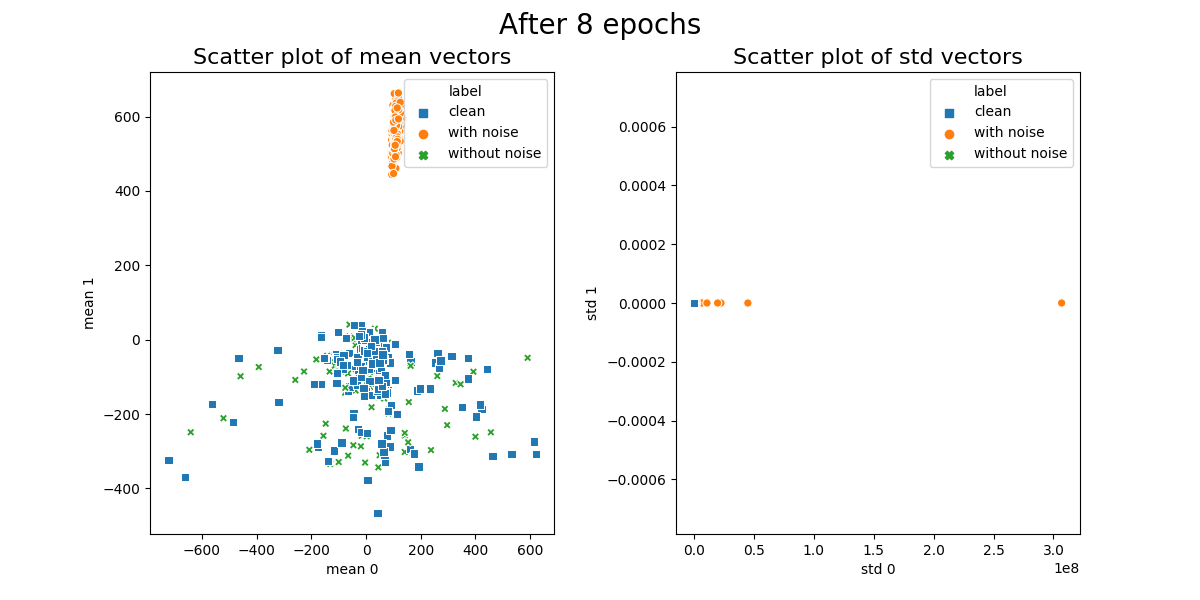 After 8 epochs
Scatter plot of mean vectors
600
400
200
0
−200
−400
mean 1
−600
−400
−200
0
200
400
600
mean 0
label
clean
with noise
without noise
Scatter plot of std vectors
0.0006
0.0004
0.0002
0.0000
−0.0002
−0.0004
−0.0006
std 1
0.0
0.5
1.0
1.5
2.0
2.5
3.0
1e8
std 0
label
clean
with noise
without noise